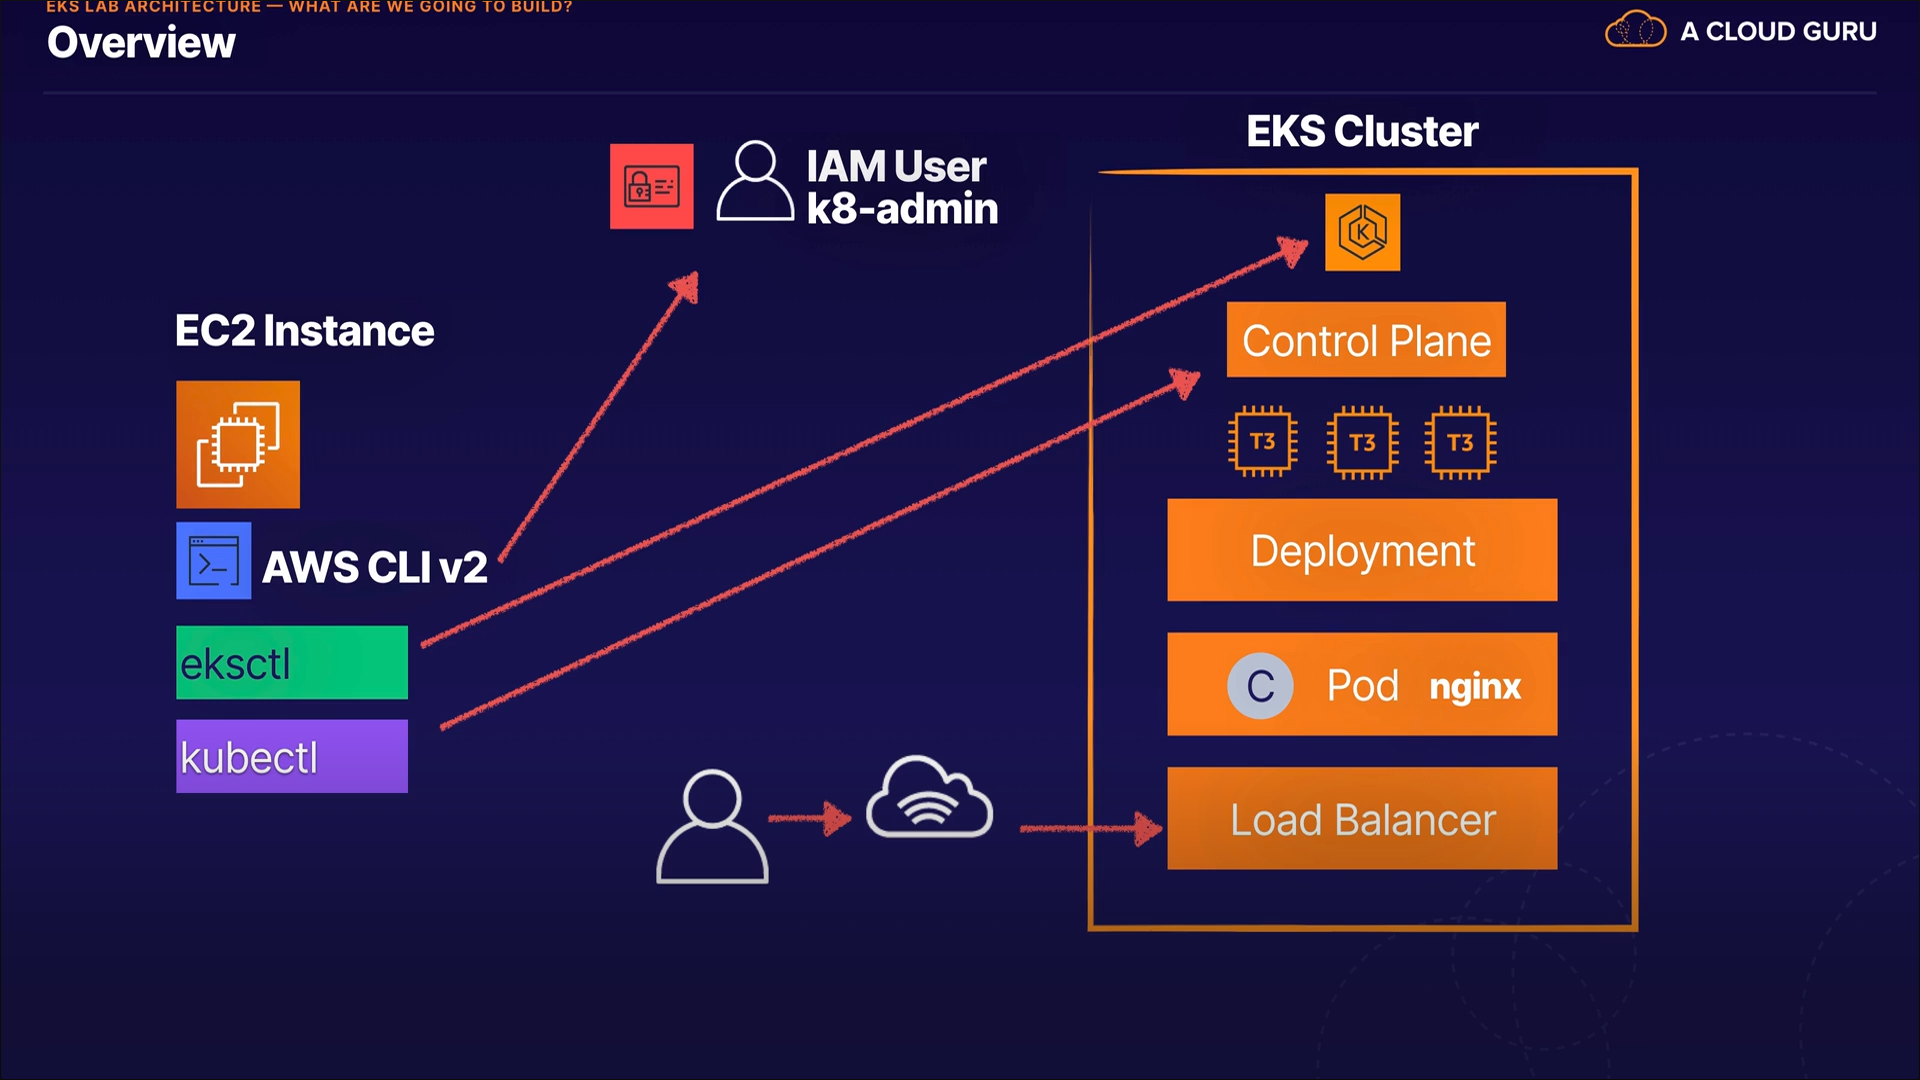 EKS LAB ARCHITECTURE — WHAT ARE WE GOING TO BUILD?
Overview
A CLOUD GURU
EKS Cluster
IAM User
k8-admin
K
EC2 Instance
Control Plane
T3 T3 T3
AWS CLI v2
Deployment
eksctl
C Pod nginx
kubectl
Load Balancer